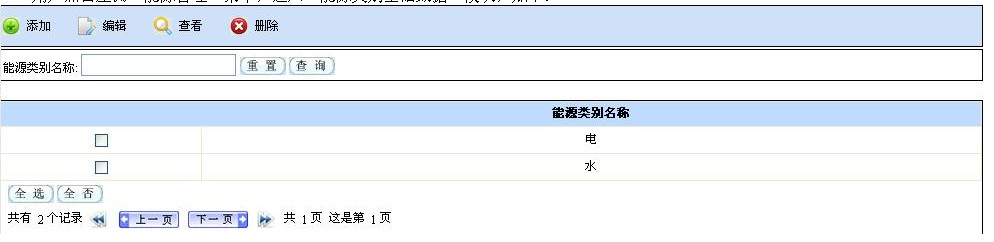 添加 编辑 查看 删除
能源类别名称: 重 置 查 询
能源类别名称
电
水
全 选 全 否
共有 2个记录 上一页 下一页 共 1页 这是第 1页